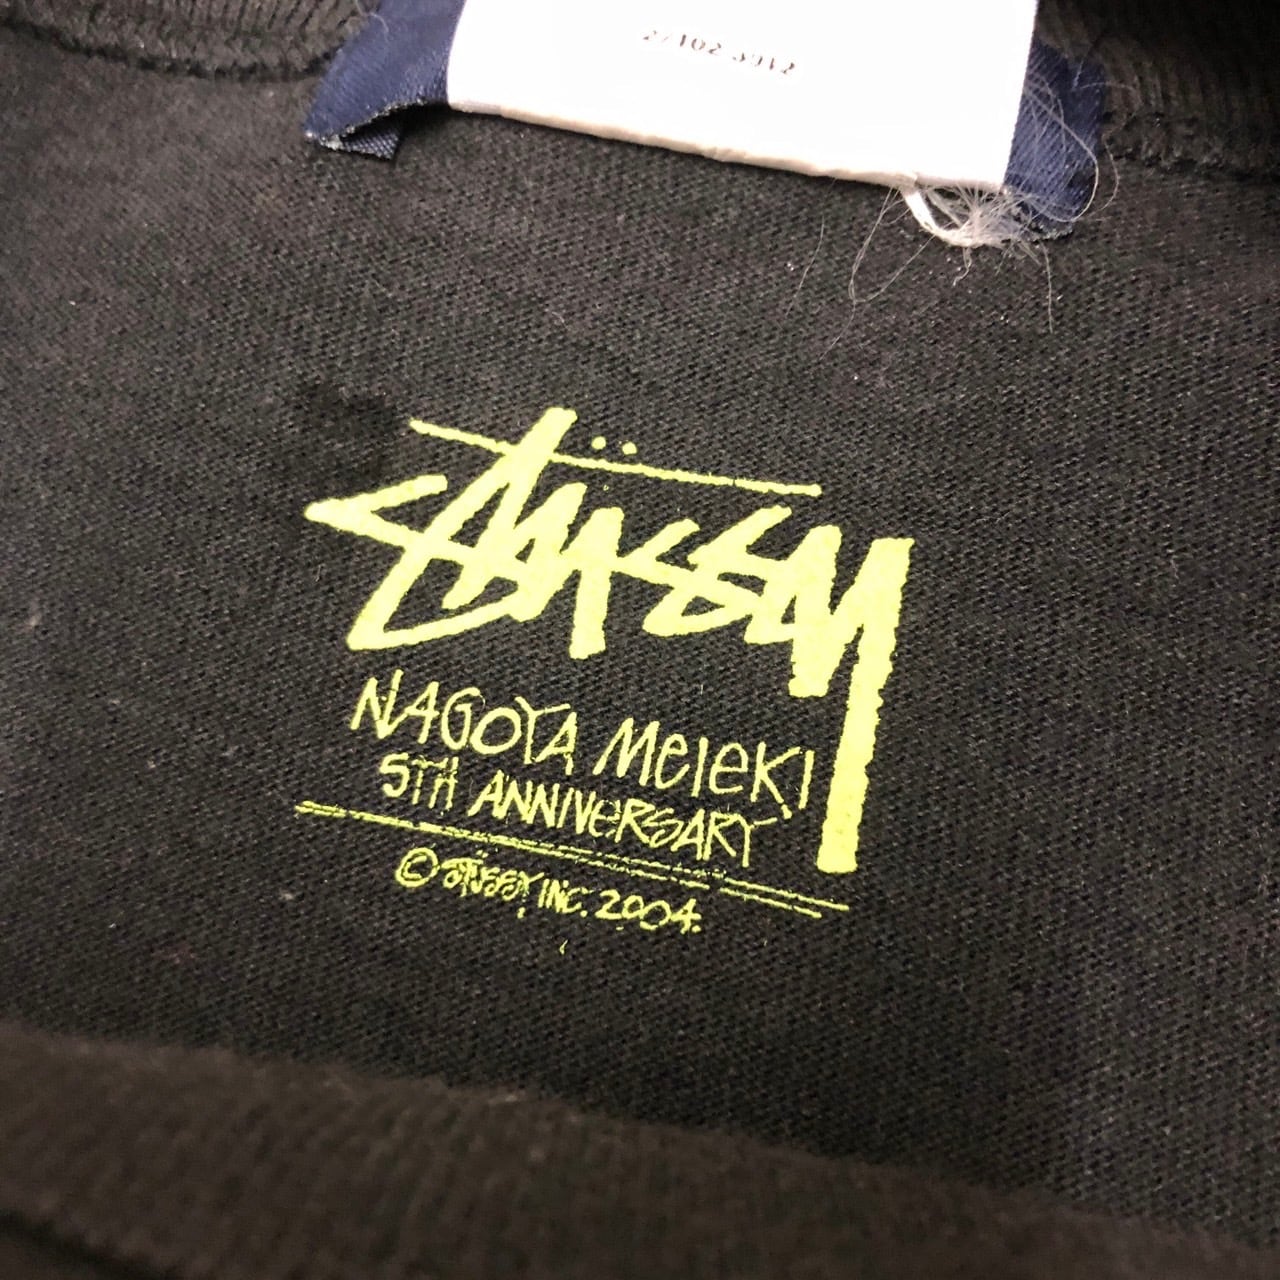 STÜSSY
NAGOYA MeieKi
5TH ANNIVeRSARY
© STÜSSY, INC. 2004.